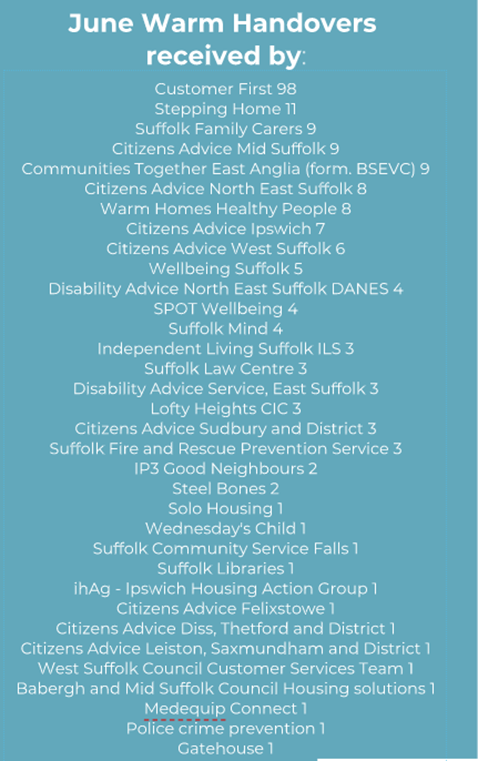 June Warm Handovers
received by:
Customer First 98
Stepping Home 11
Suffolk Family Carers 9
Citizens Advice Mid Suffolk 9
Communities Together East Anglia (form. BSEVC) 9
Citizens Advice North East Suffolk 8
Warm Homes Healthy People 8
Citizens Advice Ipswich 7
Citizens Advice West Suffolk 6
Wellbeing Suffolk 5
Disability Advice North East Suffolk DANES 4
SPOT Wellbeing 4
Suffolk Mind 4
Independent Living Suffolk ILS 3
Suffolk Law Centre 3
Disability Advice Service, East Suffolk 3
Lofty Heights CIC 3
Citizens Advice Sudbury and District 3
Suffolk Fire and Rescue Prevention Service 3
IP3 Good Neighbours 2
Steel Bones 2
Solo Housing 1
Wednesday's Child 1
Suffolk Community Service Falls 1
Suffolk Libraries 1
ihAg - Ipswich Housing Action Group 1
Citizens Advice Felixstowe 1
Citizens Advice Diss, Thetford and District 1
Citizens Advice Leiston, Saxmundham and District 1
West Suffolk Council Customer Services Team 1
Babergh and Mid Suffolk Council Housing solutions 1
Medequip Connect 1
Police crime prevention 1
Gatehouse 1